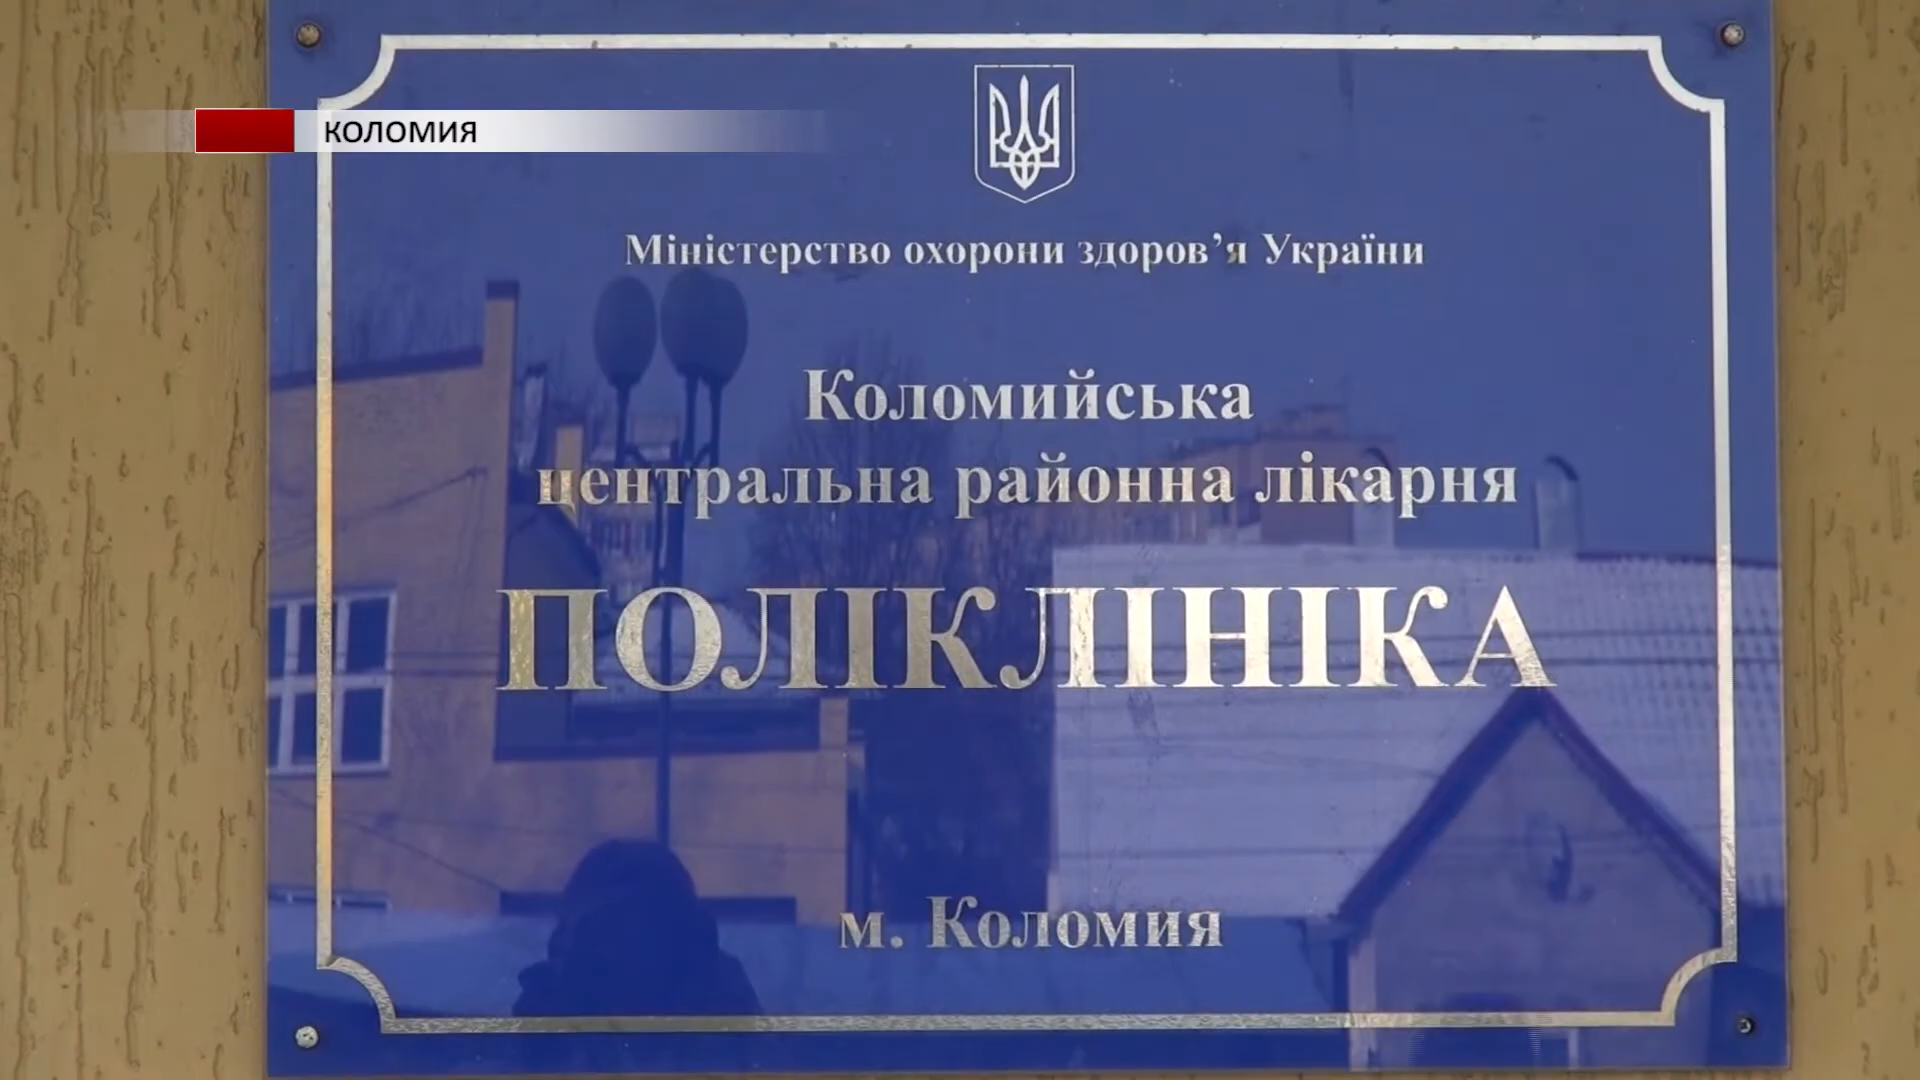 КОЛОМИЯ
Міністерство охорони здоров’я України
Коломийська
центральна районна лікарня
ПОЛІКЛІНІКА
м. Коломия